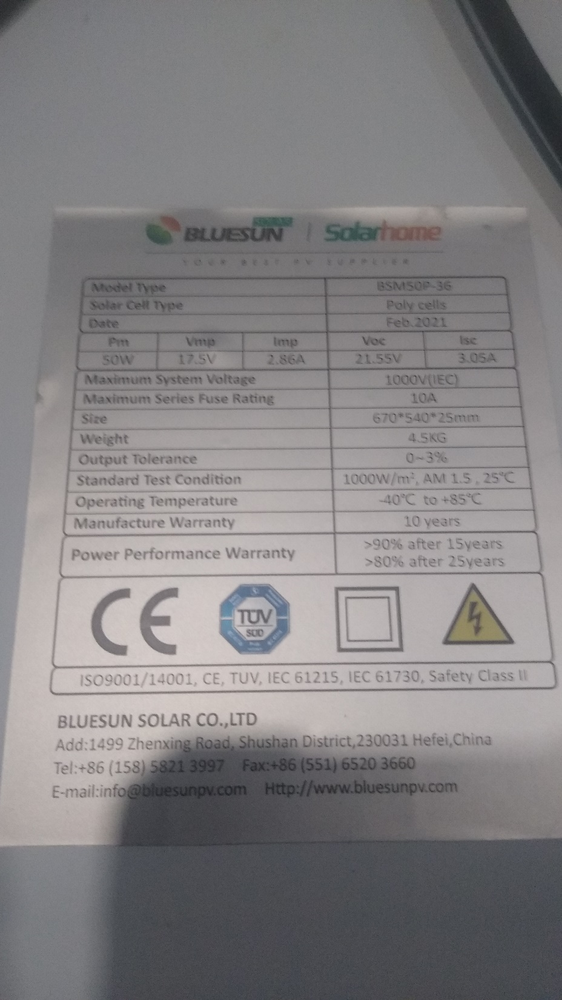 SOLAR
BLUESUN | Solarhome
YOUR BEST PV SUPPLIER
Model Type BSM50P-36
Solar Cell Type Poly cells
Date Feb.2021
Pm Vmp Imp Voc Isc
50W 17.5V 2.86A 21.55V 3.05A
Maximum System Voltage 1000V(IEC)
Maximum Series Fuse Rating 10A
Size 670*540*25mm
Weight 4.5KG
Output Tolerance 0~3%
Standard Test Condition 1000W/m², AM 1.5 , 25℃
Operating Temperature -40℃ to +85℃
Manufacture Warranty 10 years
Power Performance Warranty >90% after 15years
>80% after 25years
CE TÜV
SÜD
ISO9001/14001, CE, TUV, IEC 61215, IEC 61730, Safety Class II
BLUESUN SOLAR CO.,LTD
Add:1499 Zhenxing Road, Shushan District,230031 Hefei,China
Tel:+86 (158) 5821 3997 Fax:+86 (551) 6520 3660
E-mail:info@bluesunpv.com Http://www.bluesunpv.com